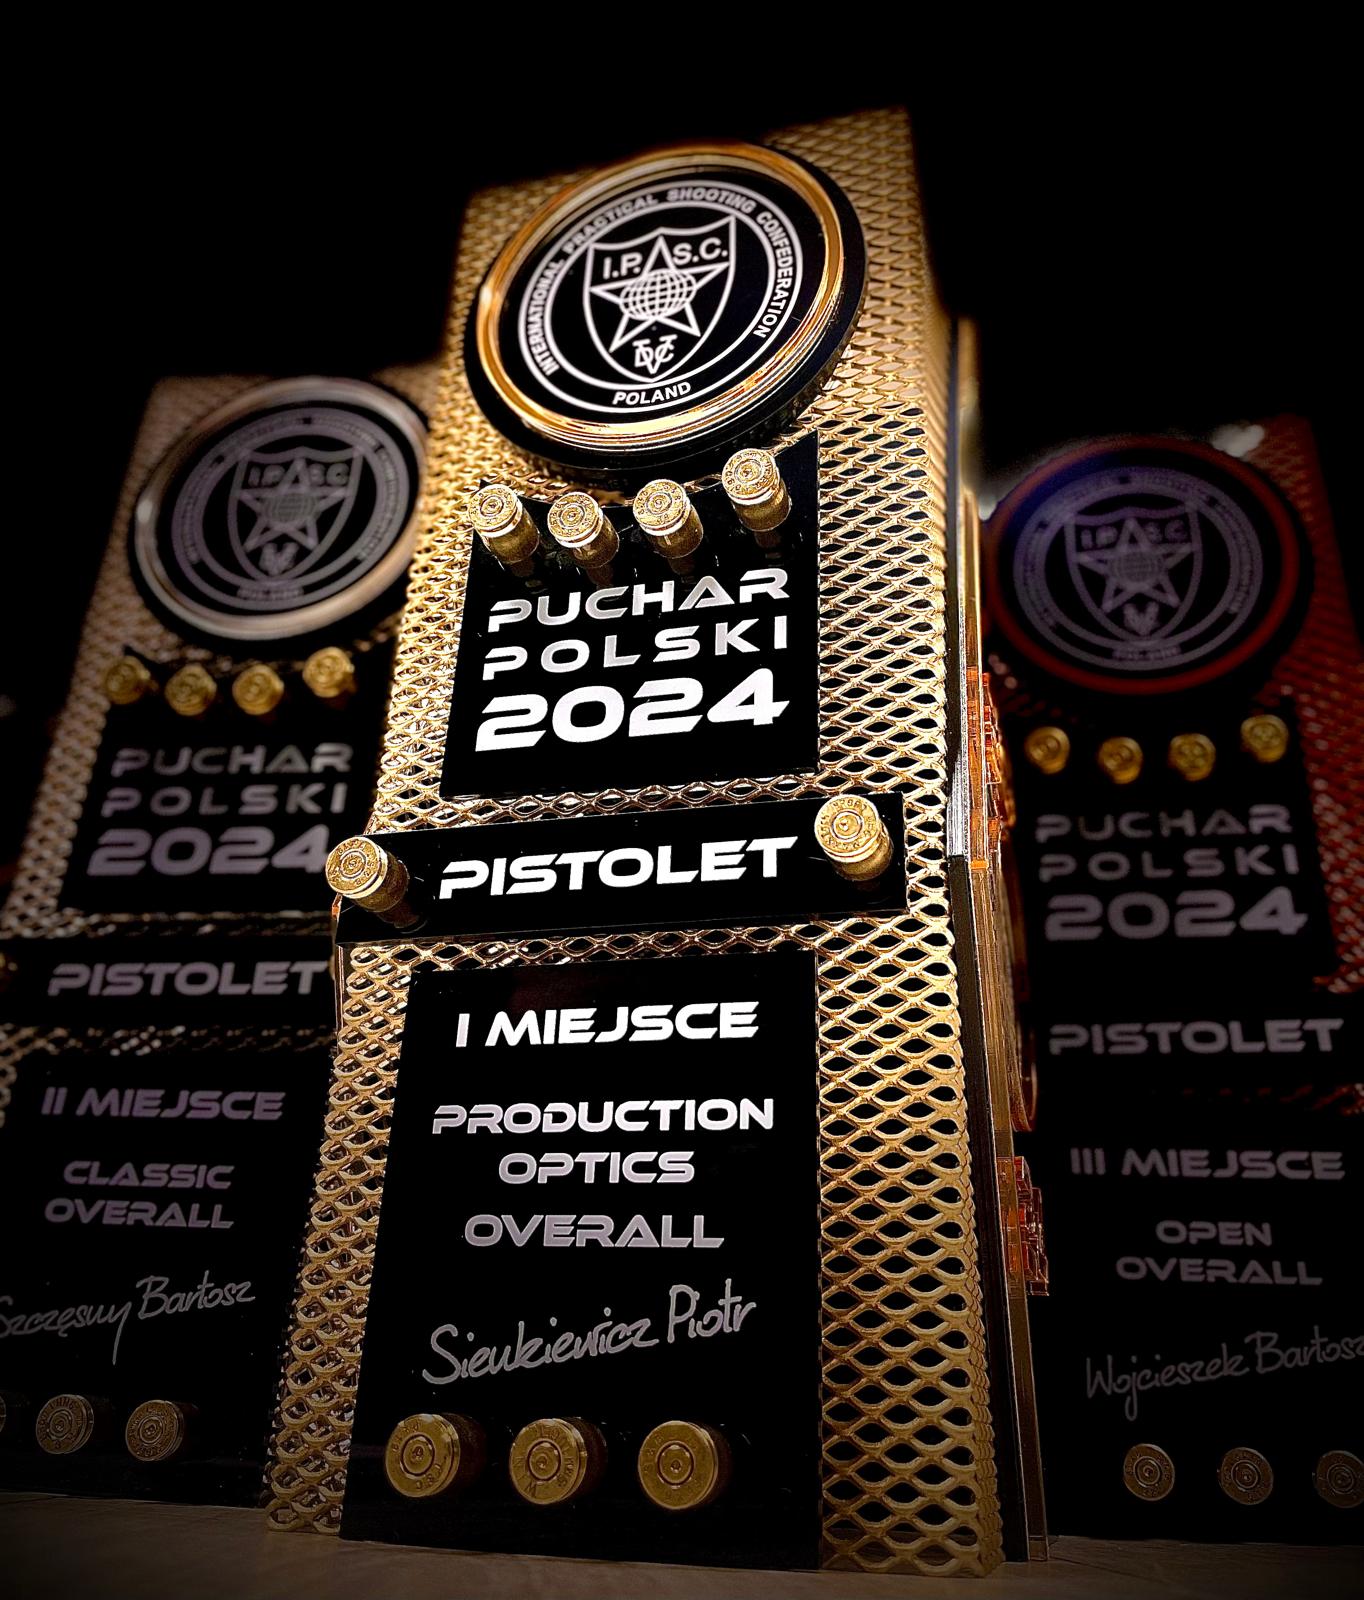 INTERNATIONAL PRACTICAL SHOOTING CONFEDERATION
I.P.S.C.
DVC
POLAND
PUCHAR
POLSKI
2024
PISTOLET
I MIEJSCE
PRODUCTION
OPTICS
OVERALL
Sienkiewicz Piotr
I.P.S.C.
PUCHAR
POLSKI
2024
PISTOLET
II MIEJSCE
CLASSIC
OVERALL
Szczęsny Bartosz
I.P.S.C.
PUCHAR
POLSKI
2024
PISTOLET
III MIEJSCE
OPEN
OVERALL
Wojcieszek Bartosz